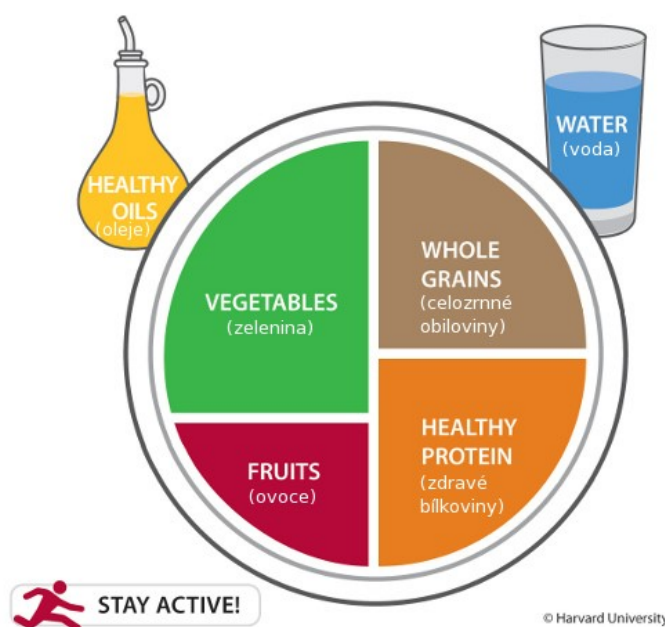 HEALTHY
OILS
(oleje)
WATER
(voda)
VEGETABLES
(zelenina)
WHOLE
GRAINS
(celozrnné
obiloviny)
FRUITS
(ovoce)
HEALTHY
PROTEIN
(zdravé
bílkoviny)
STAY ACTIVE!
© Harvard University